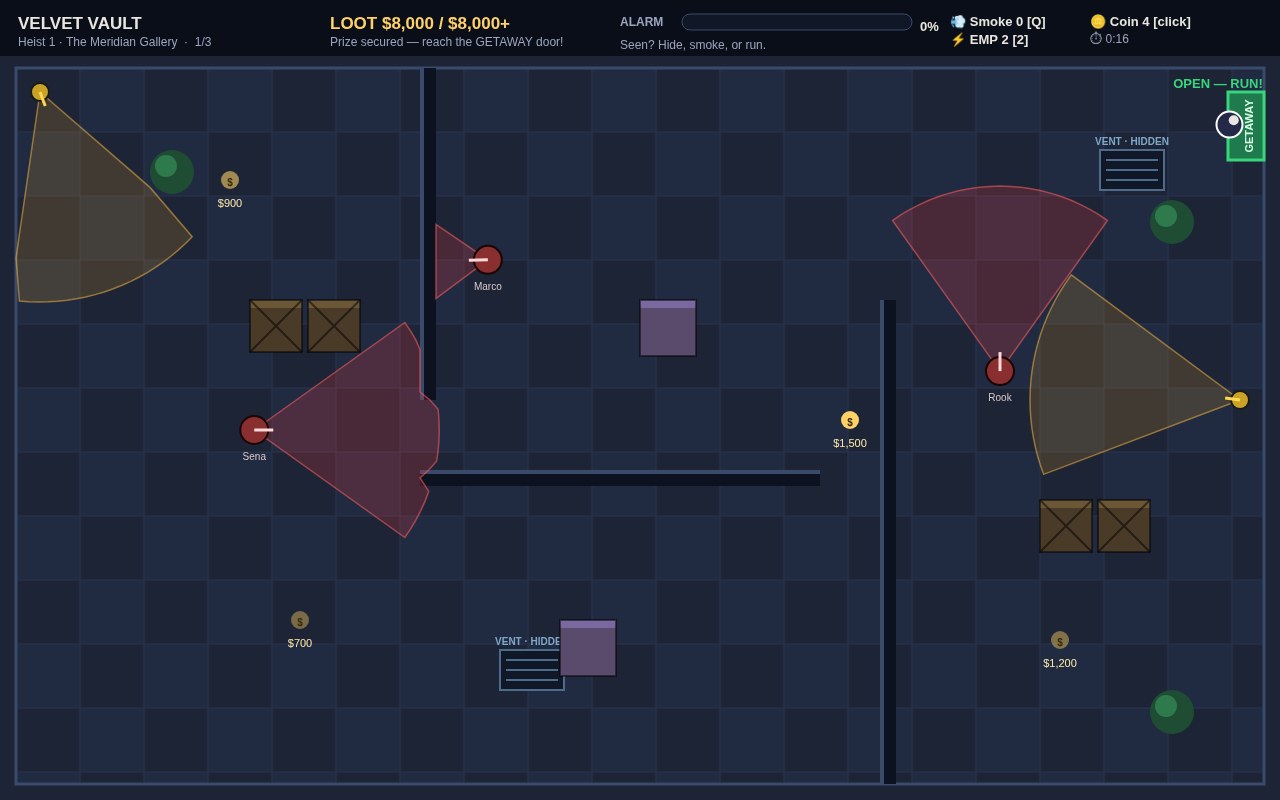 VELVET VAULT
Heist 1 · The Meridian Gallery · 1/3
LOOT $8,000 / $8,000+
Prize secured — reach the GETAWAY door!
ALARM
0%
Seen? Hide, smoke, or run.
💨 Smoke 0 [Q]
⚡ EMP 2 [2]
🪙 Coin 4 [click]
⏱ 0:16
OPEN — RUN!
GETAWAY
VENT · HIDDEN
$
$900
Marco
Rook
Sena
$
$1,500
$
$700
VENT · HIDDE
$
$1,200